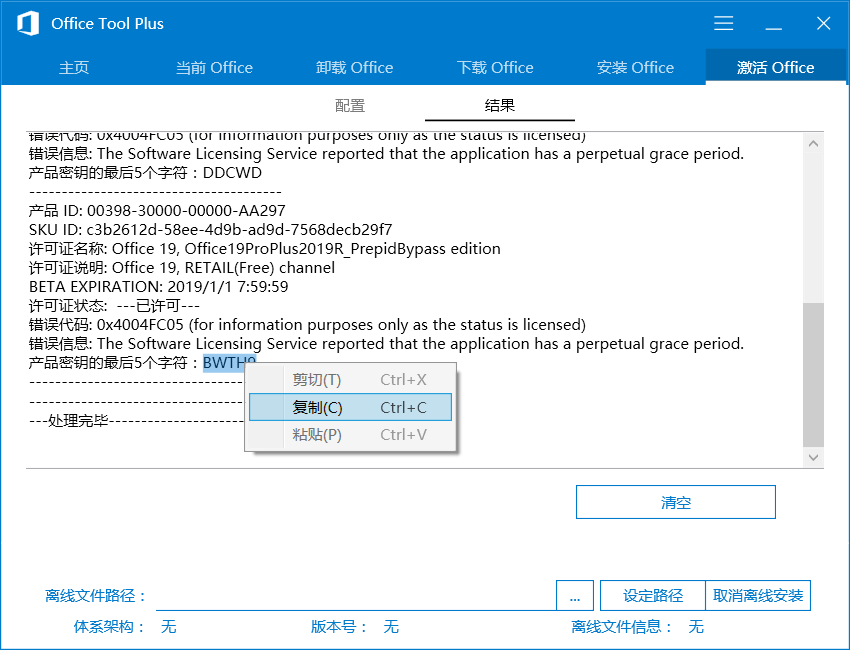 Office Tool Plus
主页 当前 Office 卸载 Office 下载 Office 安装 Office 激活 Office
配置 结果
错误代码: 0x4004FC05 (for information purposes only as the status is licensed)
错误信息: The Software Licensing Service reported that the application has a perpetual grace period.
产品密钥的最后5个字符：DDCWD
---------------------------------------
产品 ID: 00398-30000-00000-AA297
SKU ID: c3b2612d-58ee-4d9b-ad9d-7568decb29f7
许可证名称: Office 19, Office19ProPlus2019R_PrepidBypass edition
许可证说明: Office 19, RETAIL(Free) channel
BETA EXPIRATION: 2019/1/1 7:59:59
许可证状态: ---已许可---
错误代码: 0x4004FC05 (for information purposes only as the status is licensed)
错误信息: The Software Licensing Service reported that the application has a perpetual grace period.
产品密钥的最后5个字符：BWTH9
---------------------------------
---------------------------------
---处理完毕---------------------
剪切(T) Ctrl+X
复制(C) Ctrl+C
粘贴(P) Ctrl+V
清空
离线文件路径： ... 设定路径 取消离线安装
体系架构： 无 版本号： 无 离线文件信息： 无